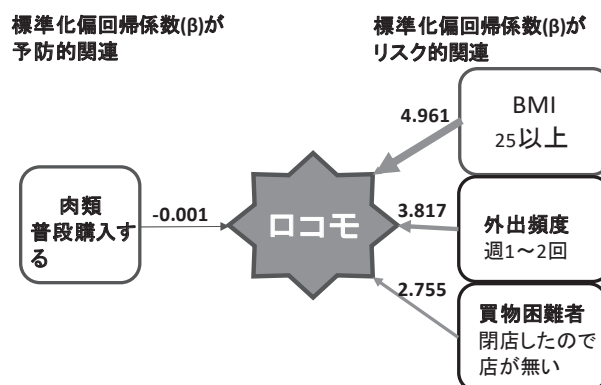 標準化偏回帰係数(β)が
予防的関連
標準化偏回帰係数(β)が
リスク的関連
肉類
普段購入す
る
-0.001
ロコモ
4.961
BMI
25以上
3.817
外出頻度
週1～2回
2.755
買物困難者
閉店したので
店が無い